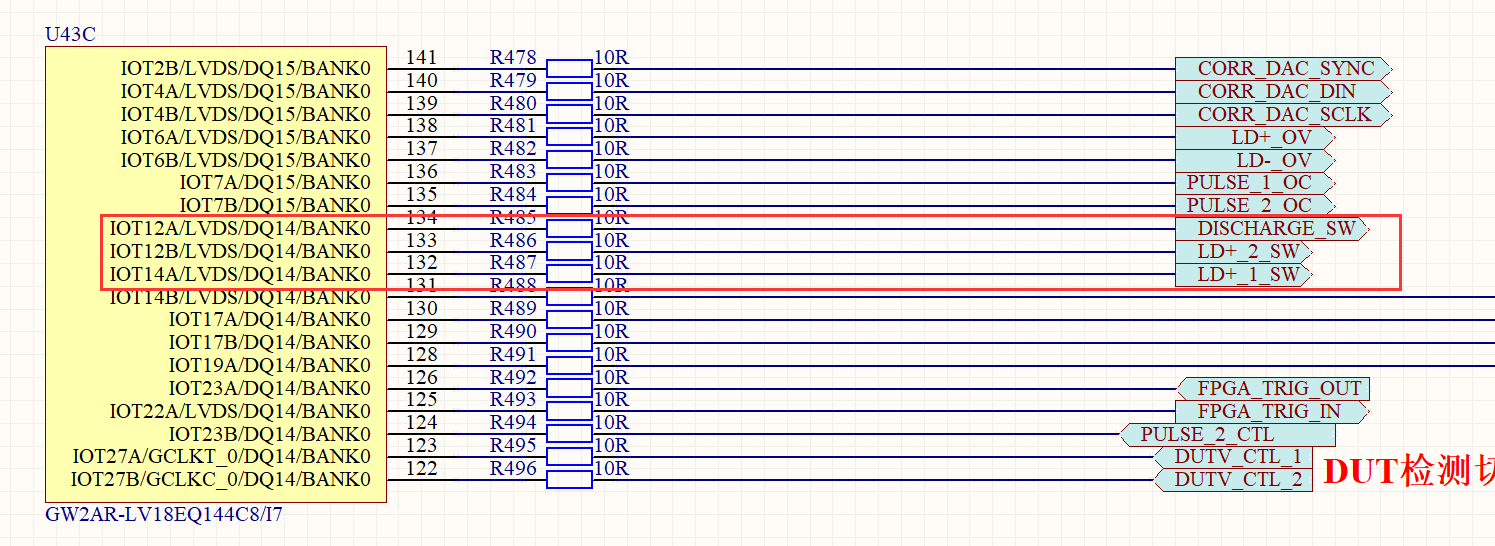 U43C
IOT2B/LVDS/DQ15/BANK0 141 R478 10R CORR_DAC_SYNC
IOT4A/LVDS/DQ15/BANK0 140 R479 10R CORR_DAC_DIN
IOT4B/LVDS/DQ15/BANK0 139 R480 10R CORR_DAC_SCLK
IOT6A/LVDS/DQ15/BANK0 138 R481 10R LD+_OV
IOT6B/LVDS/DQ15/BANK0 137 R482 10R LD-_OV
IOT7A/DQ15/BANK0 136 R483 10R PULSE_1_OC
IOT7B/DQ15/BANK0 135 R484 10R PULSE_2_OC
IOT12A/LVDS/DQ14/BANK0 134 R485 10R DISCHARGE_SW
IOT12B/LVDS/DQ14/BANK0 133 R486 10R LD+_2_SW
IOT14A/LVDS/DQ14/BANK0 132 R487 10R LD+_1_SW
IOT14B/LVDS/DQ14/BANK0 131 R488 10R
IOT17A/DQ14/BANK0 130 R489 10R
IOT17B/DQ14/BANK0 129 R490 10R
IOT19A/DQ14/BANK0 128 R491 10R
IOT23A/DQ14/BANK0 126 R492 10R FPGA_TRIG_OUT
IOT22A/LVDS/DQ14/BANK0 125 R493 10R FPGA_TRIG_IN
IOT23B/DQ14/BANK0 124 R494 10R PULSE_2_CTL
IOT27A/GCLKT_0/DQ14/BANK0 123 R495 10R DUTV_CTL_1
IOT27B/GCLKC_0/DQ14/BANK0 122 R496 10R DUTV_CTL_2
DUT检测切
GW2AR-LV18EQ144C8/I7